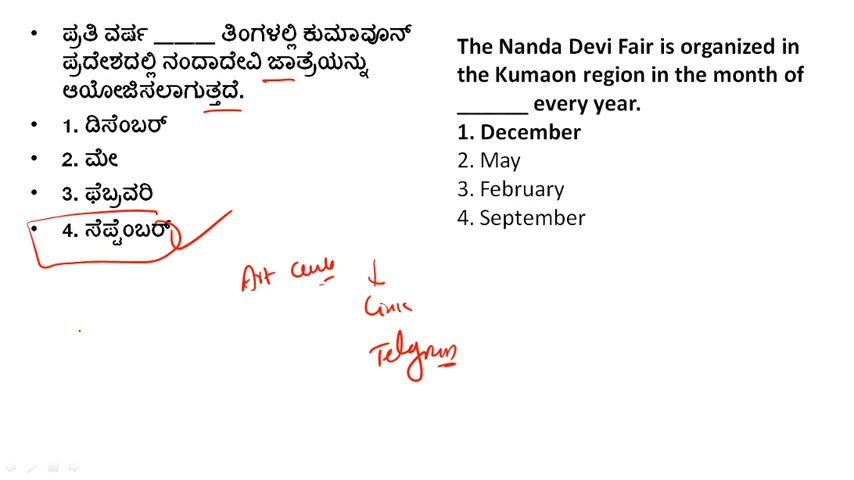 ಪ್ರತಿ ವರ್ಷ ______ ತಿಂಗಳಲ್ಲಿ ಕುಮಾವೂನ್
ಪ್ರದೇಶದಲ್ಲಿ ನಂದಾದೇವಿ ಜಾತ್ರೆಯನ್ನು
ಆಯೋಜಿಸಲಾಗುತ್ತದೆ.
1. ಡಿಸೆಂಬರ್
2. ಮೇ
3. ಫೆಬ್ರವರಿ
4. ಸೆಪ್ಟೆಂಬರ್
The Nanda Devi Fair is organized in
the Kumaon region in the month of
_______ every year.
1. December
2. May
3. February
4. September
Art